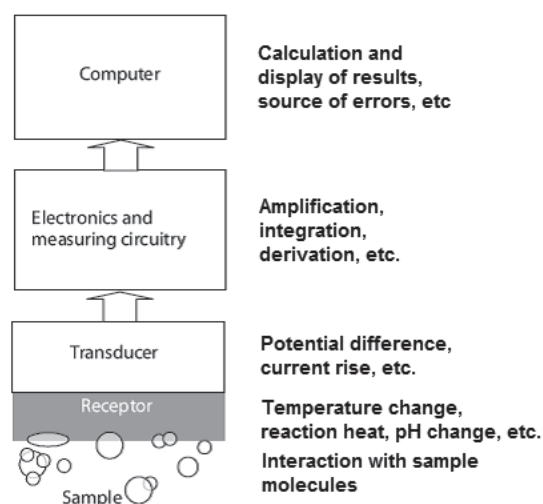 Computer
Calculation and
display of results,
source of errors, etc
Electronics and
measuring circuitry
Amplification,
integration,
derivation, etc.
Transducer
Potential difference,
current rise, etc.
Receptor
Temperature change,
reaction heat, pH change, etc.
Interaction with sample
molecules
Sample